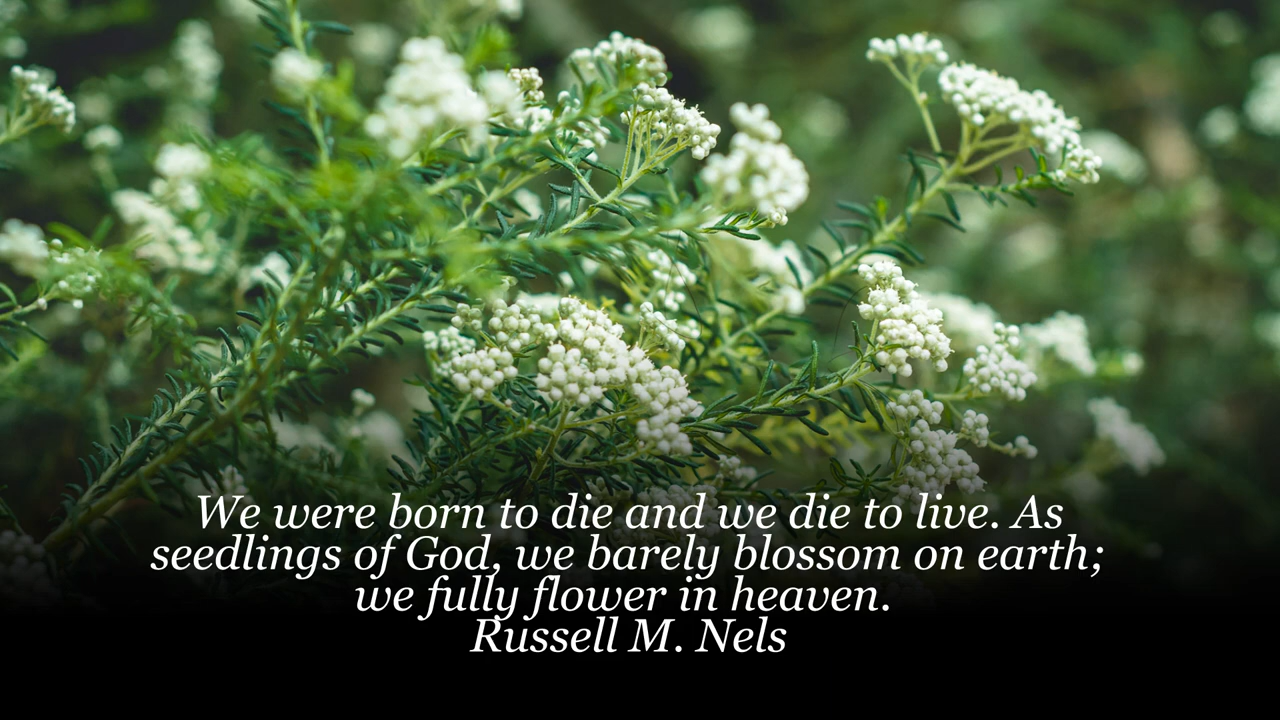 We were born to die and we die to live. As
seedlings of God, we barely blossom on earth;
we fully flower in heaven.
Russell M. Nels